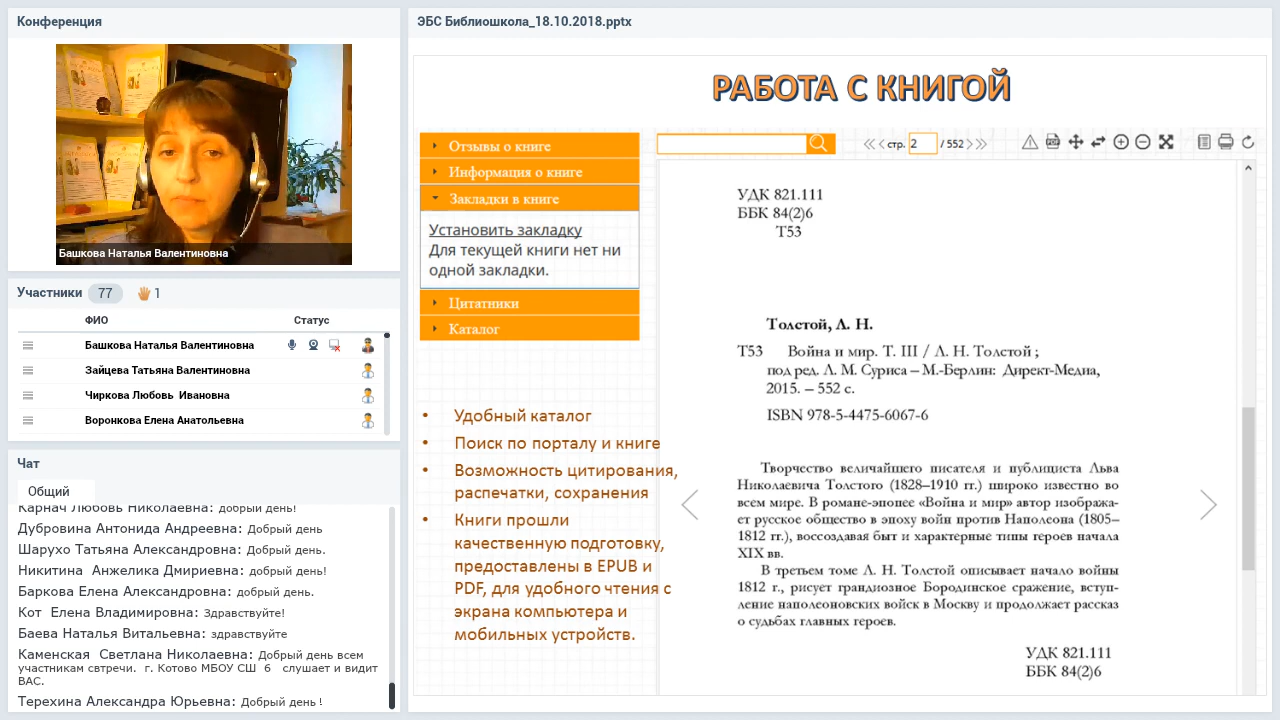 Конференция
Башкова Наталья Валентиновна
Участники 77 1
ФИО Статус
Башкова Наталья Валентиновна
Зайцева Татьяна Валентиновна
Чиркова Любовь Ивановна
Воронкова Елена Анатольевна
Чат
Общий
Карнач Любовь Николаевна: добрый день!
Дубровина Антонида Андреевна: Добрый день
Шарухо Татьяна Александровна: Добрый день.
Никитина Анжелика Дмириевна: добрый день!
Баркова Елена Александровна: добрый день.
Кот Елена Владимировна: Здравствуйте!
Баева Наталья Витальевна: здравствуйте
Каменская Светлана Николаевна: Добрый день всем
участникам свтречи. г. Котово МБОУ СШ 6 слушает и видит
ВАС.
Терехина Александра Юрьевна: Добрый день !
ЭБС Библиошкола_18.10.2018.pptx
РАБОТА С КНИГОЙ
Отзывы о книге
Информация о книге
Закладки в книге
Установить закладку
Для текущей книги нет ни
одной закладки.
Цитатники
Каталог
• Удобный каталог
• Поиск по порталу и книге
• Возможность цитирования,
распечатки, сохранения
• Книги прошли
качественную подготовку,
предоставлены в EPUB и
PDF, для удобного чтения с
экрана компьютера и
мобильных устройств.
стр. 2 / 552
УДК 821.111
ББК 84(2)6
Т53
Толстой, Л. Н.
Т53 Война и мир. Т. III / Л. Н. Толстой ;
под ред. Л. М. Суриса – М.-Берлин: Директ-Медиа,
2015. – 552 с.
ISBN 978-5-4475-6067-6
Творчество величайшего писателя и публициста Льва
Николаевича Толстого (1828–1910 гг.) широко известно во
всем мире. В романе-эпопее «Война и мир» автор изобража-
ет русское общество в эпоху войн против Наполеона (1805–
1812 гг.), воссоздавая быт и характерные типы героев начала
XIX вв.
В третьем томе Л. Н. Толстой описывает начало войны
1812 г., рисует грандиозное Бородинское сражение, вступ-
ление наполеоновских войск в Москву и продолжает рассказ
о судьбах главных героев.
УДК 821.111
ББК 84(2)6